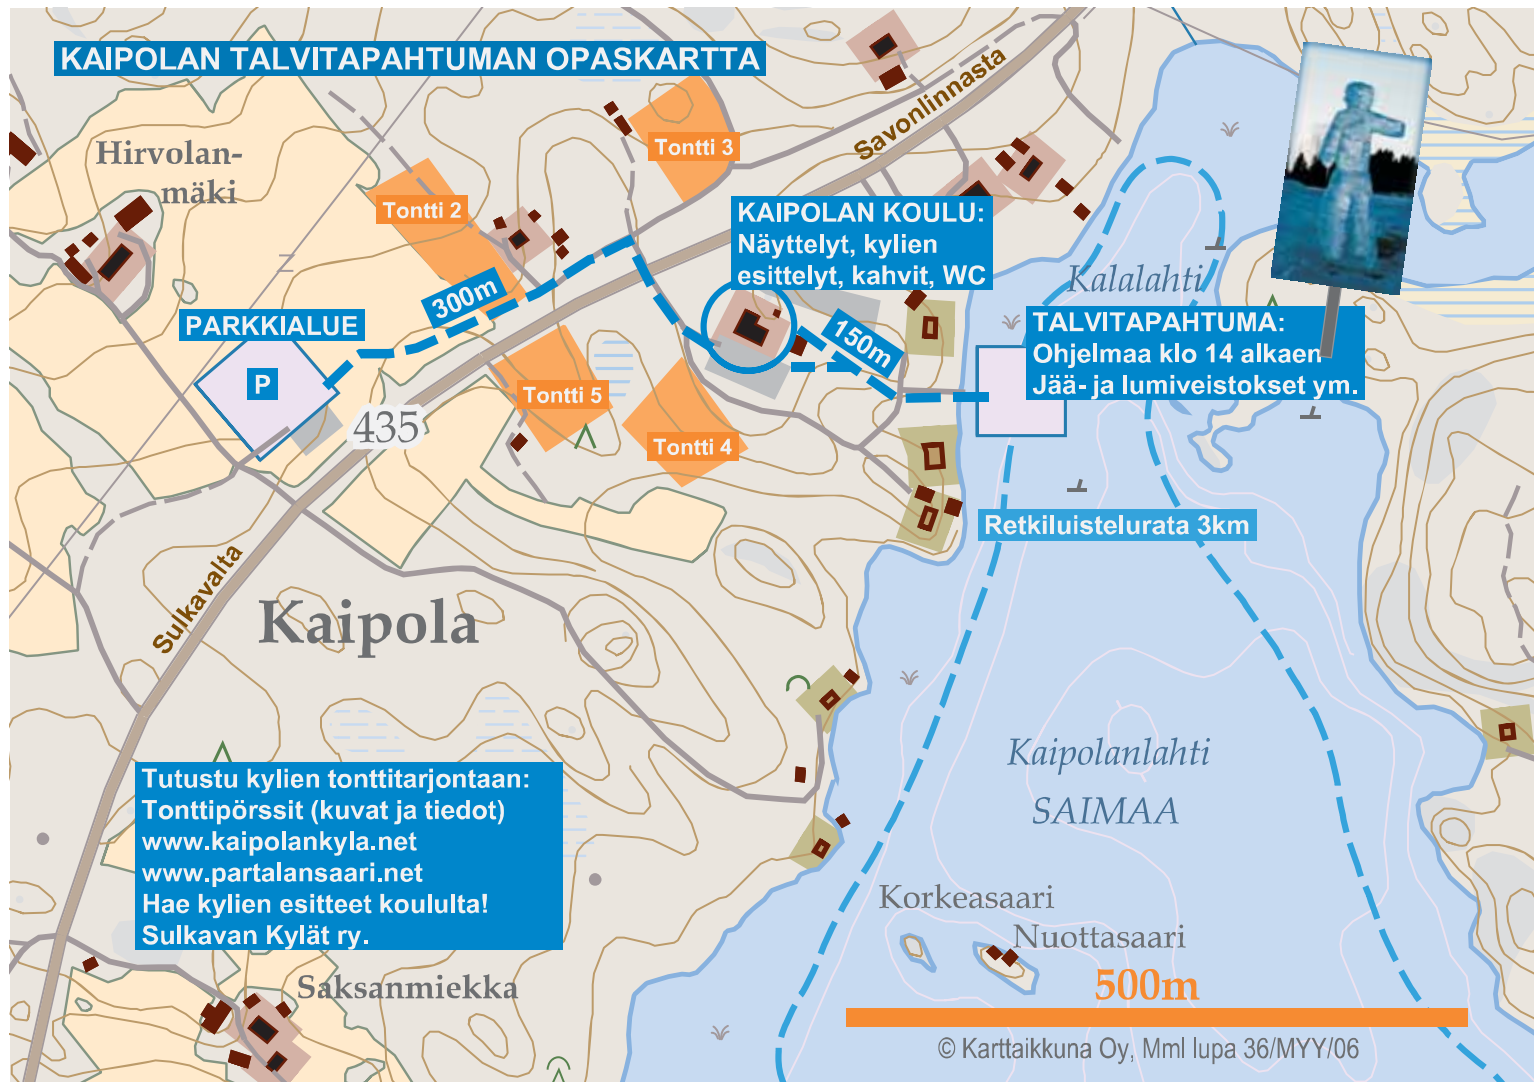 KAIPOLAN TALVITAPAHTUMAN OPASKARTTA
Hirvolan-
mäki
Savonlinnasta
Tontti 3
Tontti 2
KAIPOLAN KOULU:
Näyttelyt, kylien
esittelyt, kahvit, WC
Kalalahti
300m
PARKKIALUE
P
150m
TALVITAPAHTUMA:
Ohjelmaa klo 14 alkaen
Jää- ja lumiveistokset ym.
435
Tontti 5
Tontti 4
Retkiluistelurata 3km
Sulkavalta
Kaipola
Kaipolanlahti
SAIMAA
Tutustu kylien tonttitarjontaan:
Tonttipörssit (kuvat ja tiedot)
www.kaipolankyla.net
www.partalansaari.net
Hae kylien esitteet koululta!
Sulkavan Kylät ry.
Korkeasaari
Nuottasaari
Saksanmiekka
500m
© Karttaikkuna Oy, Mml lupa 36/MYY/06